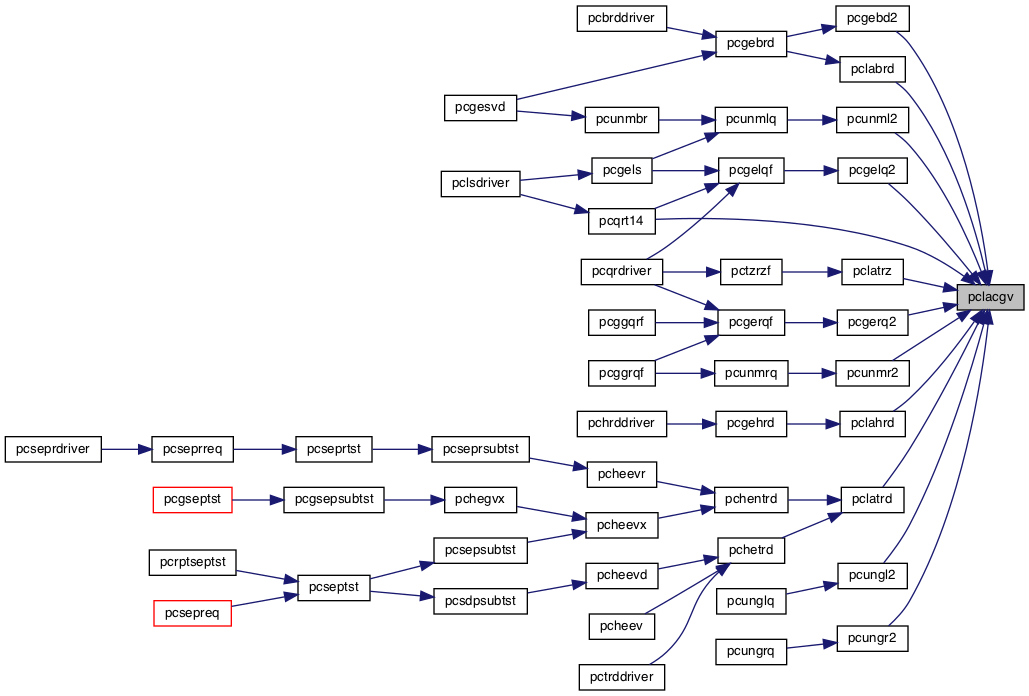 pcbrddriver
pcgebd2
pcgebrd
pclabrd
pcgesvd
pcunmbr
pcunmlq
pcunml2
pcgels
pcgelqf
pcgelq2
pclsdriver
pcqrt14
pcqrdriver
pctzrzf
pclatrz
pclacgv
pcggqrf
pcgerqf
pcgerq2
pcggrqf
pcunmrq
pcunmr2
pchrddriver
pcgehrd
pclahrd
pcseprdriver
pcseprreq
pcseprtst
pcseprsubtst
pcheevr
pcgseptst
pcgsepsubtst
pchegvx
pchentrd
pclatrd
pcheevx
pcrptseptst
pcsepsubtst
pchetrd
pcseptst
pcheevd
pcungl2
pcsepreq
pcsdpsubtst
pcunglq
pcheev
pcungr2
pcungrq
pctrddriver